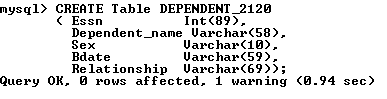 mysql> CREATE Table DEPENDENT_2120
( Essn Int(89),
Dependent_name Varchar(58),
Sex Varchar(10),
Bdate Varchar(59),
Relationship Varchar(69));
Query OK, 0 rows affected, 1 warning (0.94 sec)